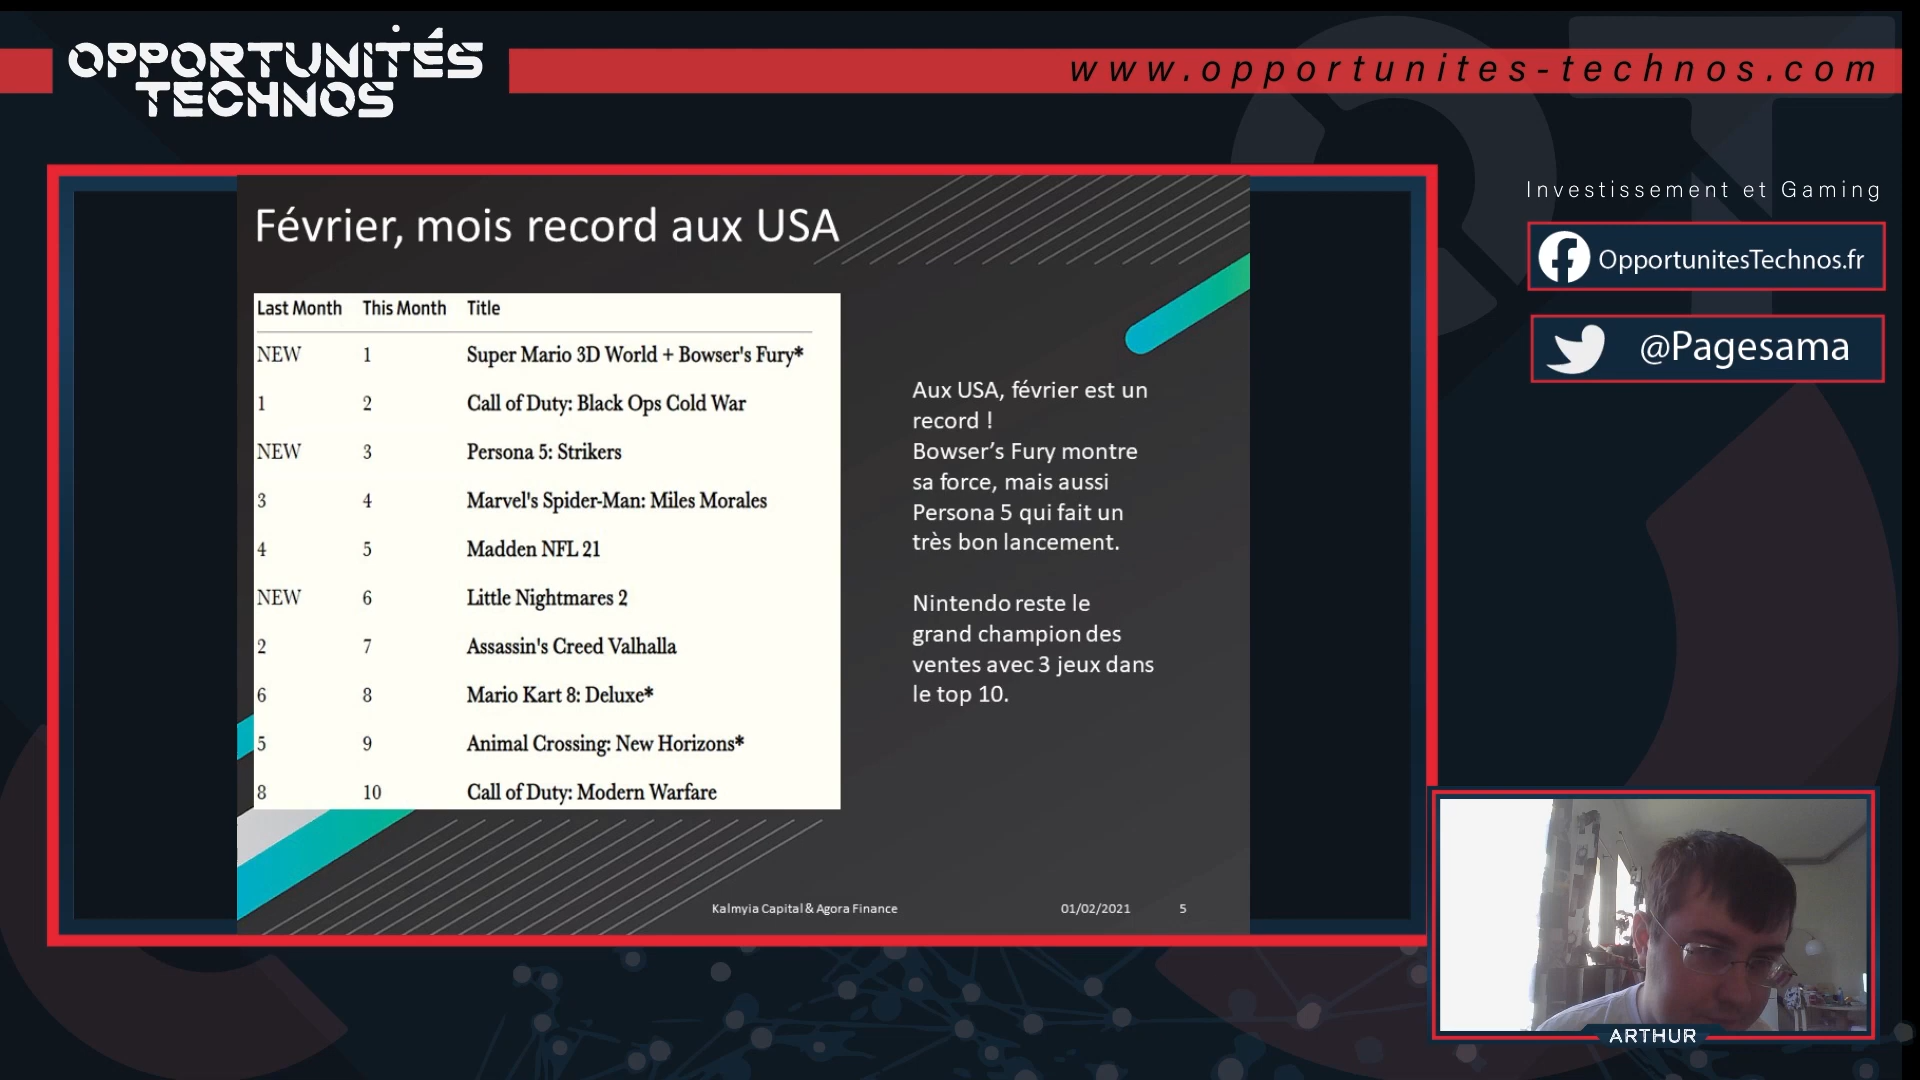 OPPORTUNITÉS
TECHNOS
www.opportunites-technos.com
Investissement et Gaming
OpportunitesTechnos.fr
@Pagesama
Février, mois record aux USA
Last Month This Month Title
NEW 1 Super Mario 3D World + Bowser's Fury*
1 2 Call of Duty: Black Ops Cold War
NEW 3 Persona 5: Strikers
3 4 Marvel's Spider-Man: Miles Morales
4 5 Madden NFL 21
NEW 6 Little Nightmares 2
2 7 Assassin's Creed Valhalla
6 8 Mario Kart 8: Deluxe*
5 9 Animal Crossing: New Horizons*
8 10 Call of Duty: Modern Warfare
Aux USA, février est un
record !
Bowser’s Fury montre
sa force, mais aussi
Persona 5 qui fait un
très bon lancement.
Nintendo reste le
grand champion des
ventes avec 3 jeux dans
le top 10.
Kalmyia Capital & Agora Finance 01/02/2021 5
ARTHUR